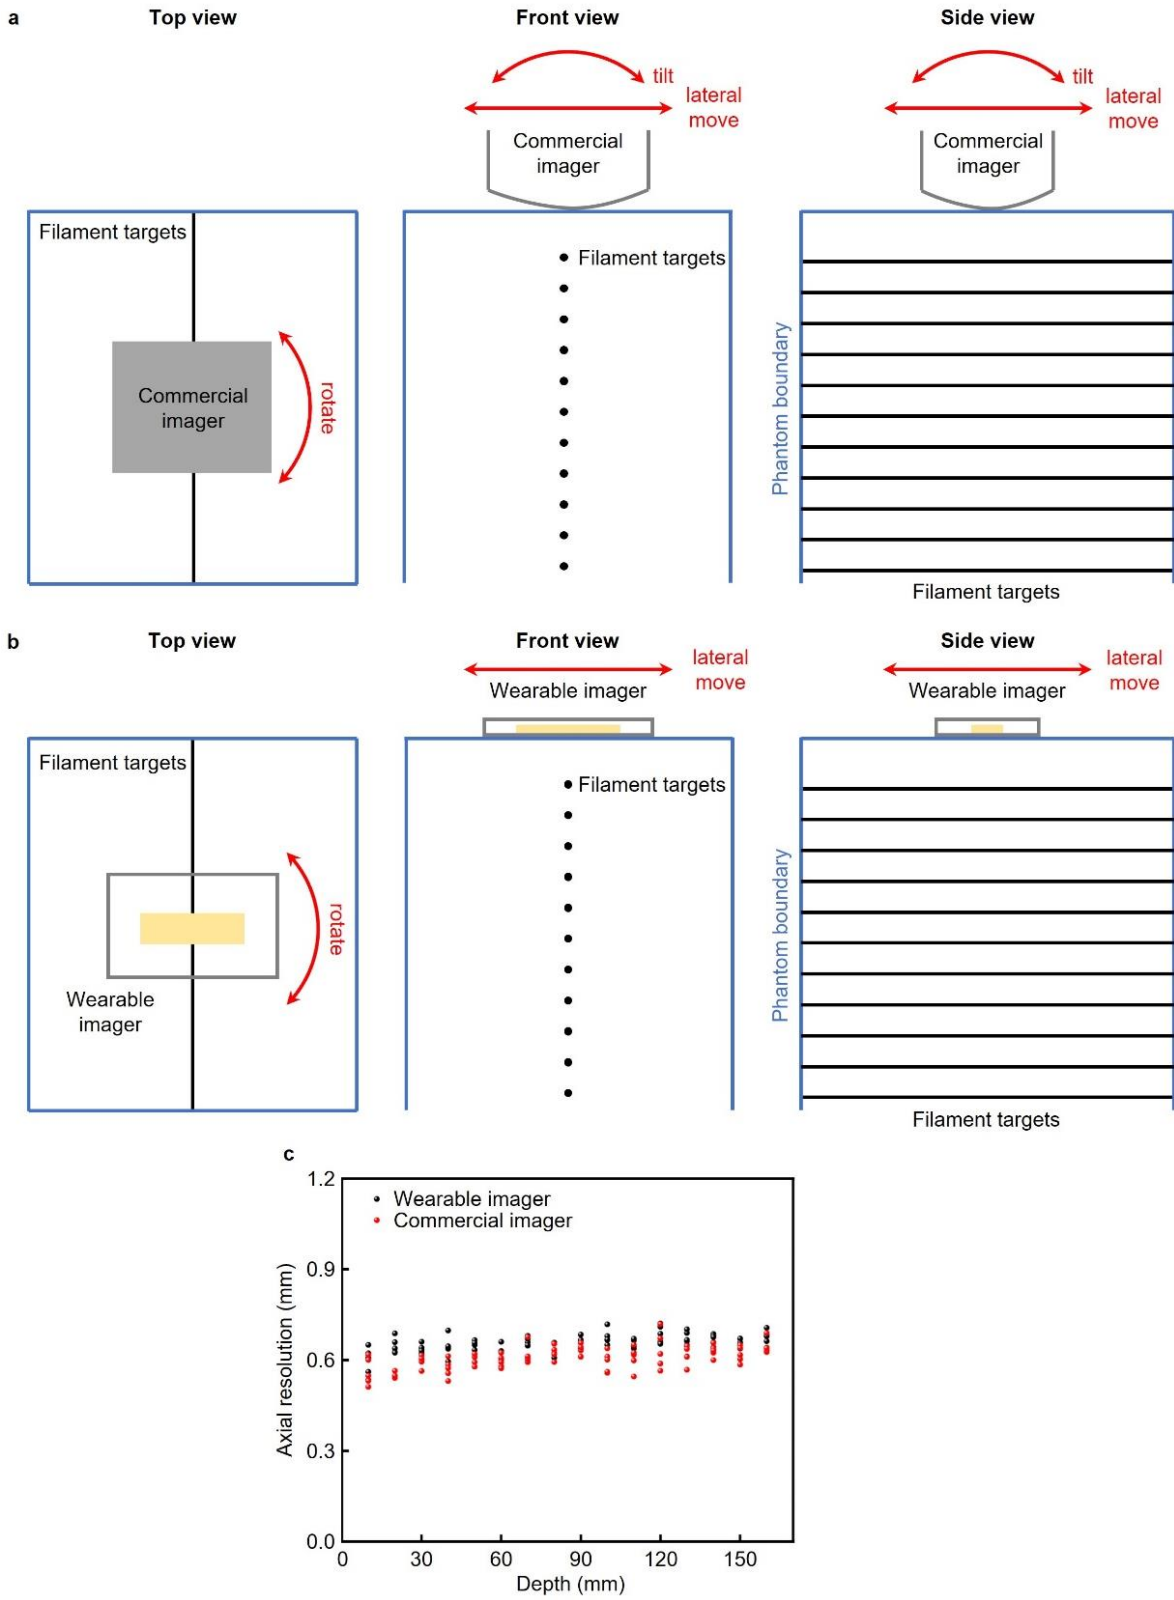 a
Top view
Front view
Side view
tilt
lateral
move
Commercial
imager
tilt
lateral
move
Commercial
imager
Filament targets
Commercial
imager
rotate
Filament targets
Phantom boundary
Filament targets
b
Top view
Front view
Side view
lateral
move
Wearable imager
lateral
move
Wearable imager
Filament targets
rotate
Wearable
imager
Filament targets
Phantom boundary
Filament targets
c
Wearable imager
Commercial imager
Axial resolution (mm)
1.2
0.9
0.6
0.3
0.0
0 30 60 90 120 150
Depth (mm)